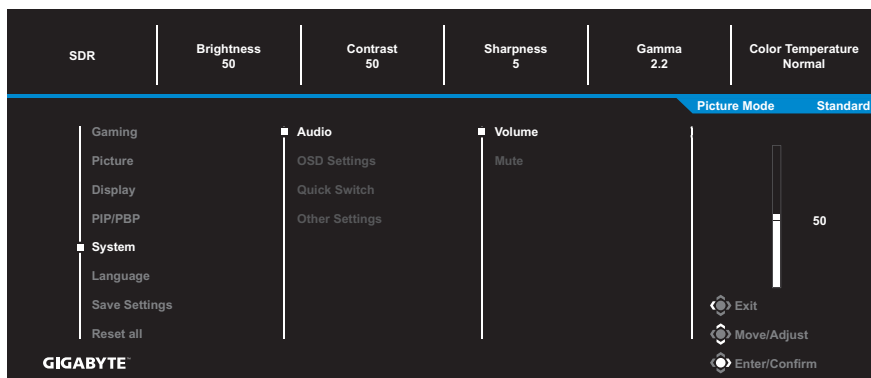 SDR
Brightness
50
Contrast
50
Sharpness
5
Gamma
2.2
Color Temperature
Normal
Picture Mode Standard
Gaming
Picture
Display
PIP/PBP
System
Language
Save Settings
Reset all
Audio
OSD Settings
Quick Switch
Other Settings
Volume
Mute
50
Exit
Move/Adjust
Enter/Confirm
GIGABYTE™